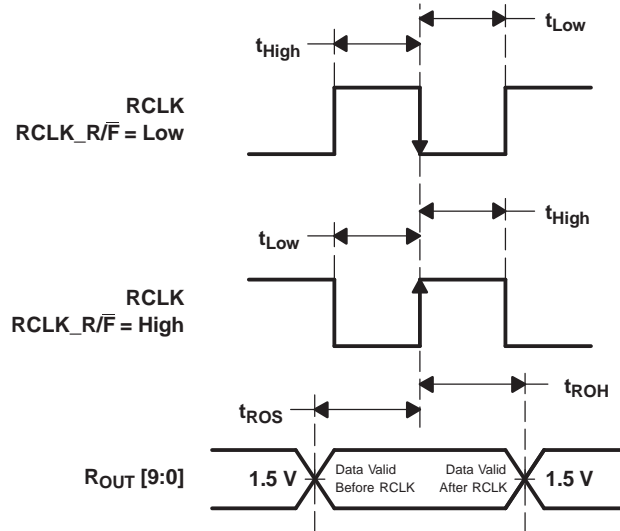 tLow
tHigh
RCLK
RCLK_R/F̅ = Low
tHigh
tLow
RCLK
RCLK_R/F̅ = High
tROH
tROS
ROUT [9:0]
1.5 V
Data Valid
Before RCLK
Data Valid
After RCLK
1.5 V